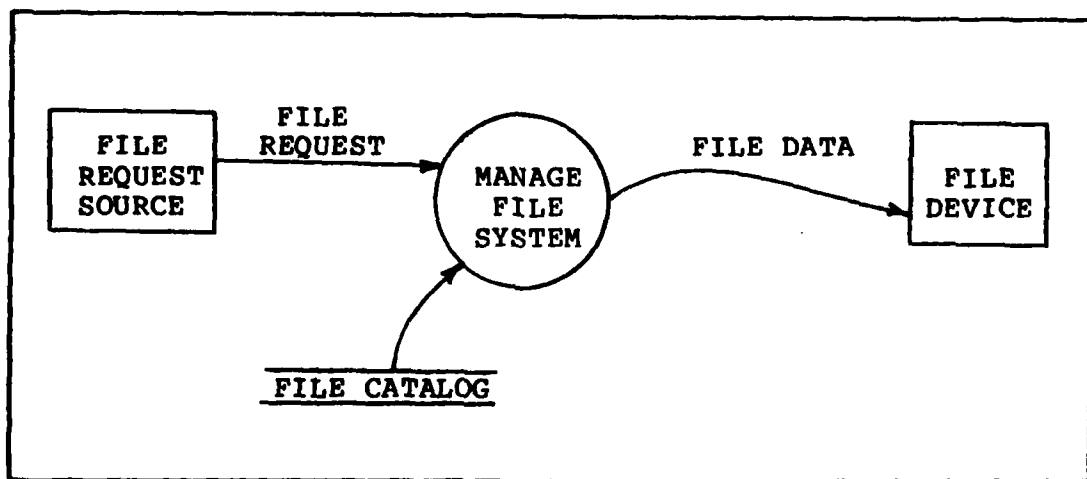 FILE
REQUEST
SOURCE
FILE
REQUEST
MANAGE
FILE
SYSTEM
FILE DATA
FILE
DEVICE
FILE CATALOG